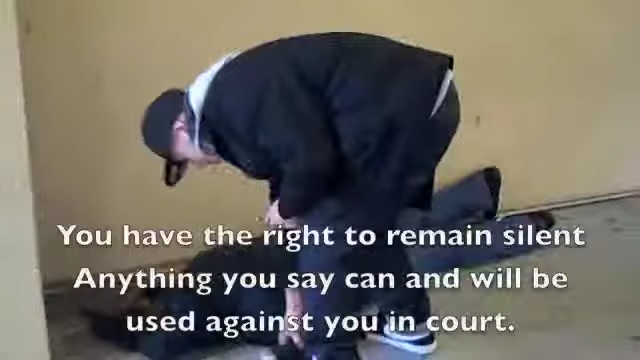 You have the right to remain silent
Anything you say can and will be
used against you in court.